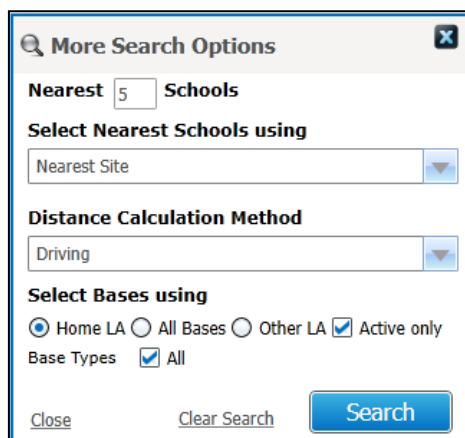 More Search Options
Nearest 5 Schools
Select Nearest Schools using
Nearest Site
Distance Calculation Method
Driving
Select Bases using
Home LA All Bases Other LA Active only
Base Types All
Close Clear Search Search